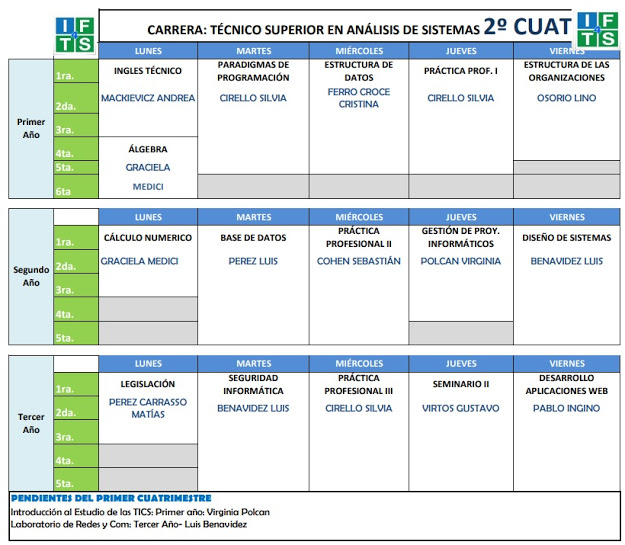 IF
TS
CARRERA: TÉCNICO SUPERIOR EN ANÁLISIS DE SISTEMAS 2º CUAT
IF
TS
LUNES MARTES MIÉRCOLES JUEVES VIERNES
Primer Año
1ra.
2da.
3ra.
4ta.
5ta.
6ta
INGLES TÉCNICO
MACKIEVICZ ANDREA
ÁLGEBRA
GRACIELA
MEDICI
PARADIGMAS DE
PROGRAMACIÓN
CIRELLO SILVIA
ESTRUCTURA DE
DATOS
FERRO CROCE
CRISTINA
PRÁCTICA PROF. I
CIRELLO SILVIA
ESTRUCTURA DE LAS
ORGANIZACIONES
OSORIO LINO
LUNES MARTES MIÉRCOLES JUEVES VIERNES
Segundo
Año
1ra.
2da.
3ra.
4ta.
5ta.
CÁLCULO NUMERICO
GRACIELA MEDICI
BASE DE DATOS
PEREZ LUIS
PRÁCTICA
PROFESIONAL II
COHEN SEBASTIÁN
GESTIÓN DE PROY.
INFORMÁTICOS
POLCAN VIRGINIA
DISEÑO DE SISTEMAS
BENAVIDEZ LUIS
LUNES MARTES MIÉRCOLES JUEVES VIERNES
Tercer
Año
1ra.
2da.
3ra.
4ta.
5ta.
LEGISLACIÓN
PEREZ CARRASSO
MATÍAS
SEGURIDAD
INFORMÁTICA
BENAVIDEZ LUIS
PRÁCTICA
PROFESIONAL III
CIRELLO SILVIA
SEMINARIO II
VIRTOS GUSTAVO
DESARROLLO
APLICACIONES WEB
PABLO INGINO
PENDIENTES DEL PRIMER CUATRIMESTRE
Introducción al Estudio de las TICS: Primer año: Virginia Polcan
Laboratorio de Redes y Com: Tercer Año- Luis Benavidez